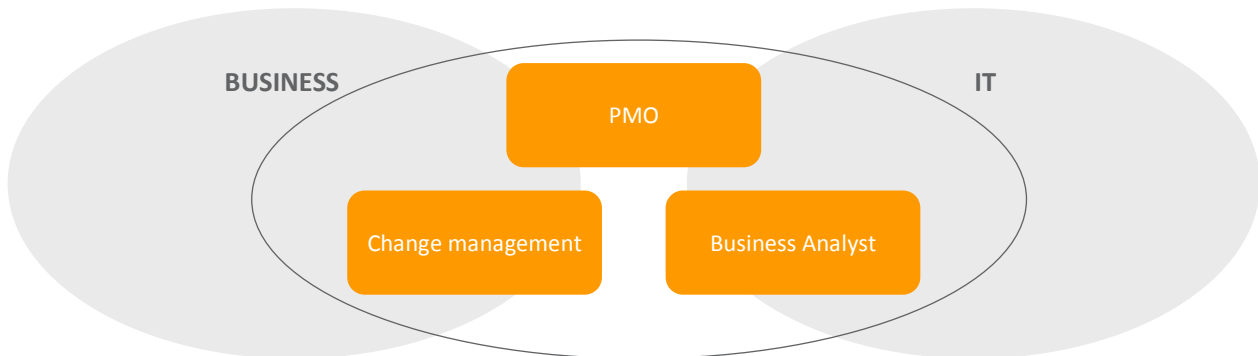 BUSINESS
IT
PMO
Change management
Business Analyst